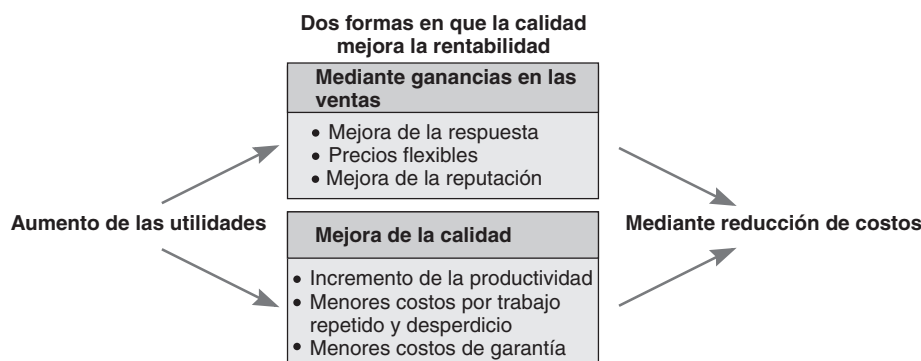 Dos formas en que la calidad
mejora la rentabilidad
Mediante ganancias en las
ventas
• Mejora de la respuesta
• Precios flexibles
• Mejora de la reputación
Aumento de las utilidades
Mejora de la calidad
• Incremento de la productividad
• Menores costos por trabajo
repetido y desperdicio
• Menores costos de garantía
Mediante reducción de costos